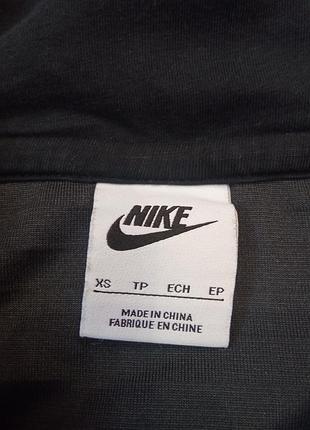 NIKE
XS TP ECH EP
MADE IN CHINA
FABRIQUE EN CHINE